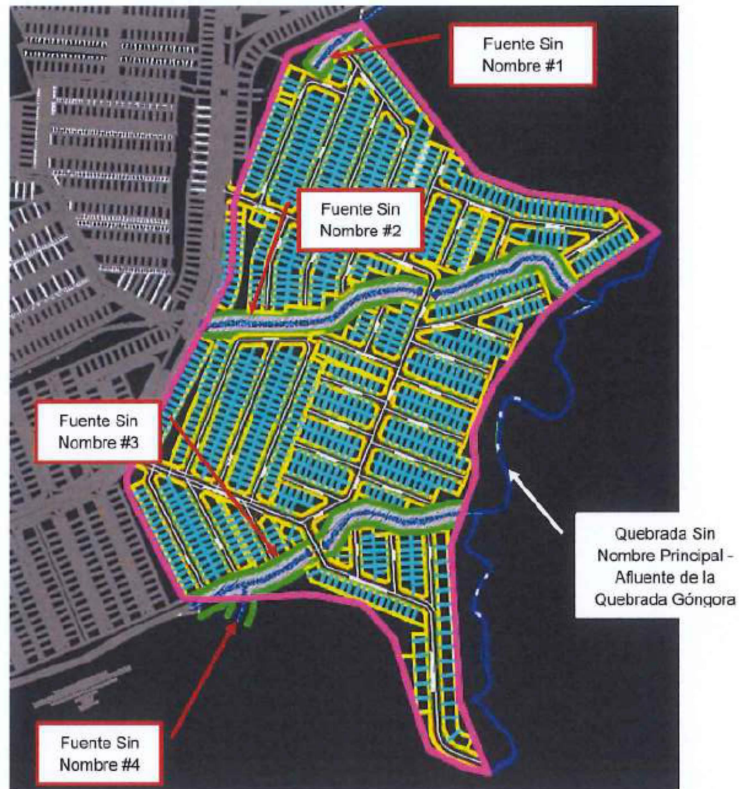 Fuente Sin
Nombre #1
Fuente Sin
Nombre #2
Fuente Sin
Nombre #3
Quebrada Sin
Nombre Principal -
Afluente de la
Quebrada Góngora
Fuente Sin
Nombre #4